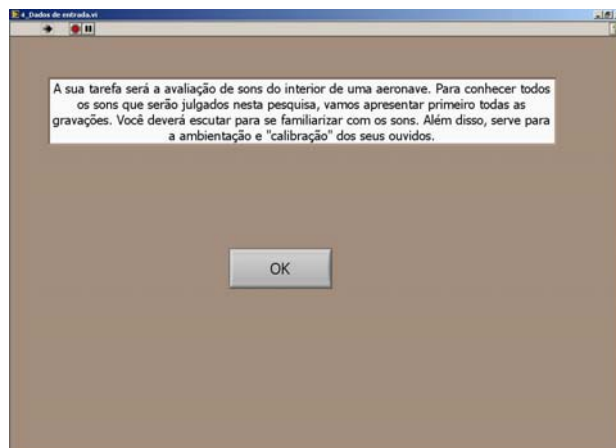 4_Dados de entrada.vi
A sua tarefa será a avaliação de sons do interior de uma aeronave. Para conhecer todos
os sons que serão julgados nesta pesquisa, vamos apresentar primeiro todas as
gravações. Você deverá escutar para se familiarizar com os sons. Além disso, serve para
a ambientação e "calibração" dos seus ouvidos.
OK